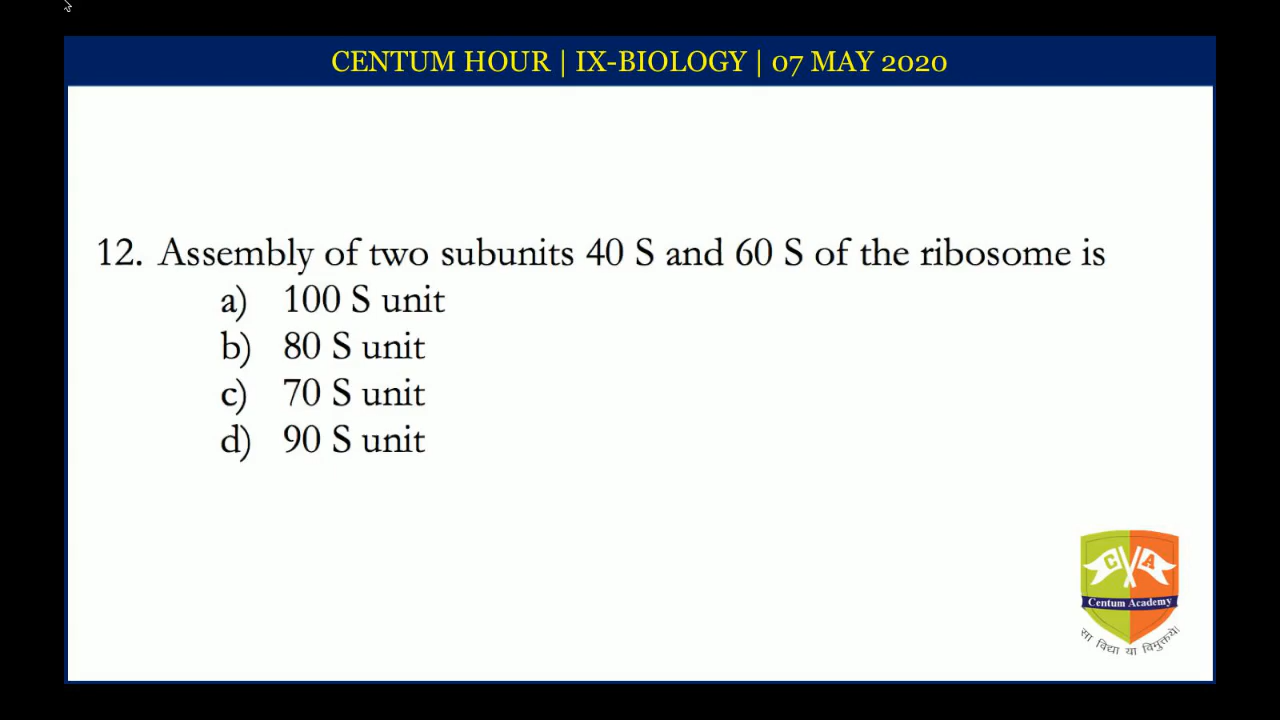 CENTUM HOUR | IX-BIOLOGY | 07 MAY 2020
12. Assembly of two subunits 40 S and 60 S of the ribosome is
a) 100 S unit
b) 80 S unit
c) 70 S unit
d) 90 S unit
C A
Centum Academy
सा विद्या या विमुक्तये।